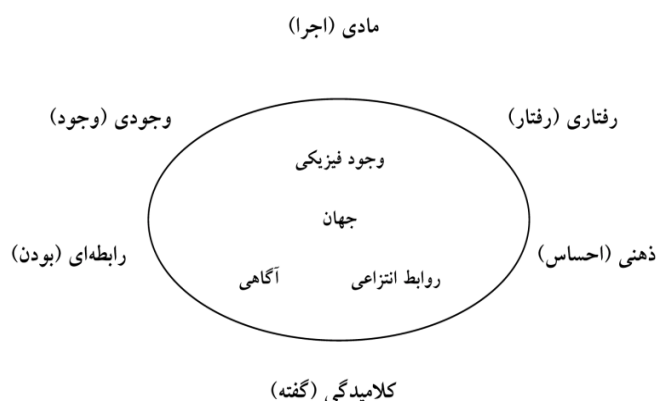 مادی (اجرا)
رفتاری (رفتار)
وجودی (وجود)
وجود فیزیکی
جهان
ذهنی (احساس)
رابطه‌ای (بودن)
روابط انتزاعی
آگاهی
کلامیدگی (گفته)